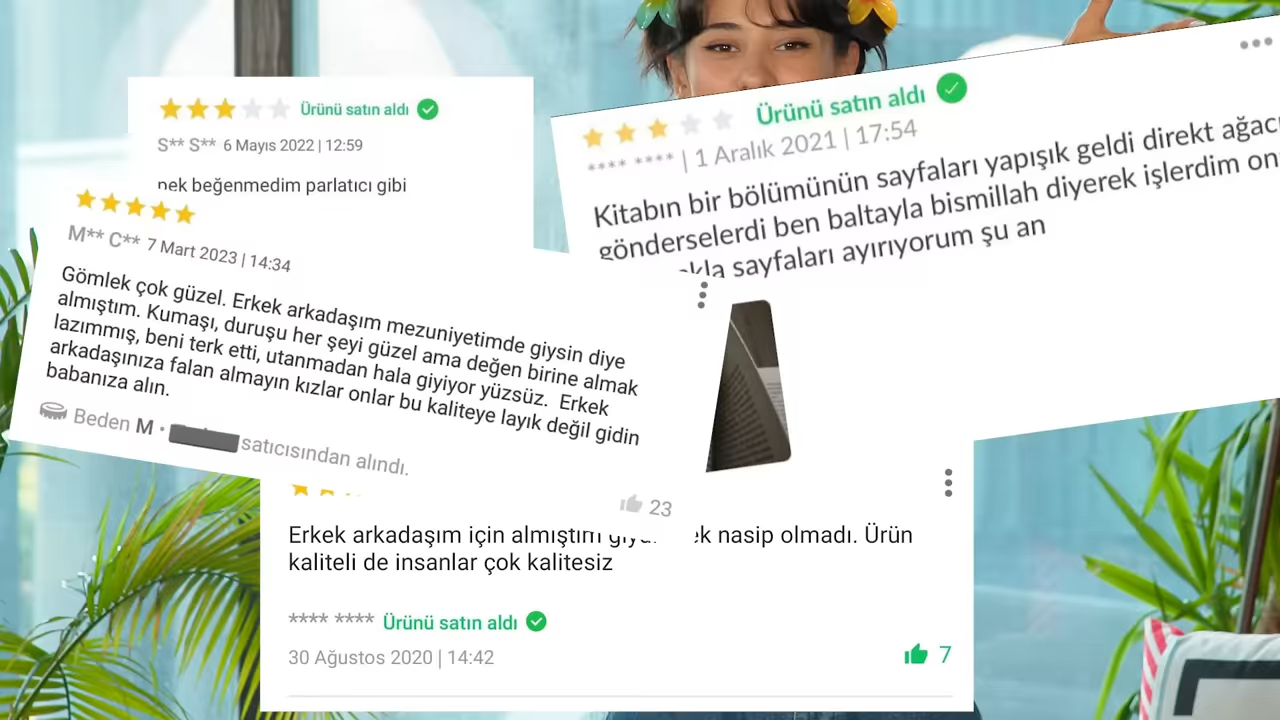 Ürünü satın aldı
S** S** 6 Mayıs 2022 | 12:59
pek beğenmedim parlatıcı gibi
M** C** 7 Mart 2023 | 14:34
Gömlek çok güzel. Erkek arkadaşım mezuniyetimde giysin diye
almıştım. Kumaşı, duruşu her şeyi güzel ama değen birine almak
lazımmış, beni terk etti, utanmadan hala giyiyor yüzsüz. Erkek
arkadaşınıza falan almayın kızlar onlar bu kaliteye layık değil gidin
babanıza alın.
Beden M • satıcısından alındı.
23
Ürünü satın aldı
**** **** | 1 Aralık 2021 | 17:54
Kitabın bir bölümünün sayfaları yapışık geldi direkt
gönderselerdi ben baltayla bismillah diyerek işlerdim
sayfaları ayırıyorum şu an
Erkek arkadaşım için almıştım nasip olmadı. Ürün
kaliteli de insanlar çok kalitesiz
**** **** Ürünü satın aldı
30 Ağustos 2020 | 14:42
7